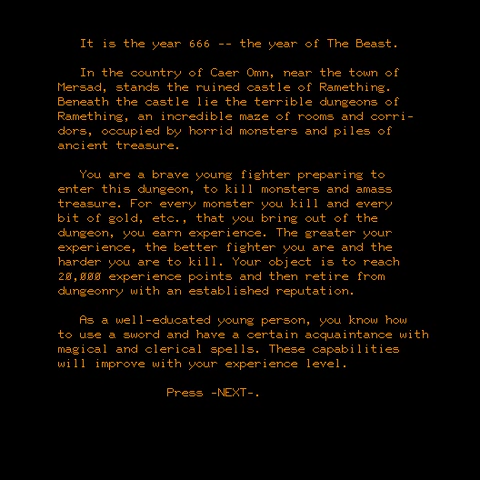 It is the year 666 -- the year of The Beast.
In the country of Caer Omn, near the town of
Mersad, stands the ruined castle of Ramething.
Beneath the castle lie the terrible dungeons of
Ramething, an incredible maze of rooms and corri-
dors, occupied by horrid monsters and piles of
ancient treasure.
You are a brave young fighter preparing to
enter this dungeon, to kill monsters and amass
treasure. For every monster you kill and every
bit of gold, etc., that you bring out of the
dungeon, you earn experience. The greater your
experience, the better fighter you are and the
harder you are to kill. Your object is to reach
20,000 experience points and then retire from
dungeonry with an established reputation.
As a well-educated young person, you know how
to use a sword and have a certain acquaintance with
magical and clerical spells. These capabilities
will improve with your experience level.
Press -NEXT-.